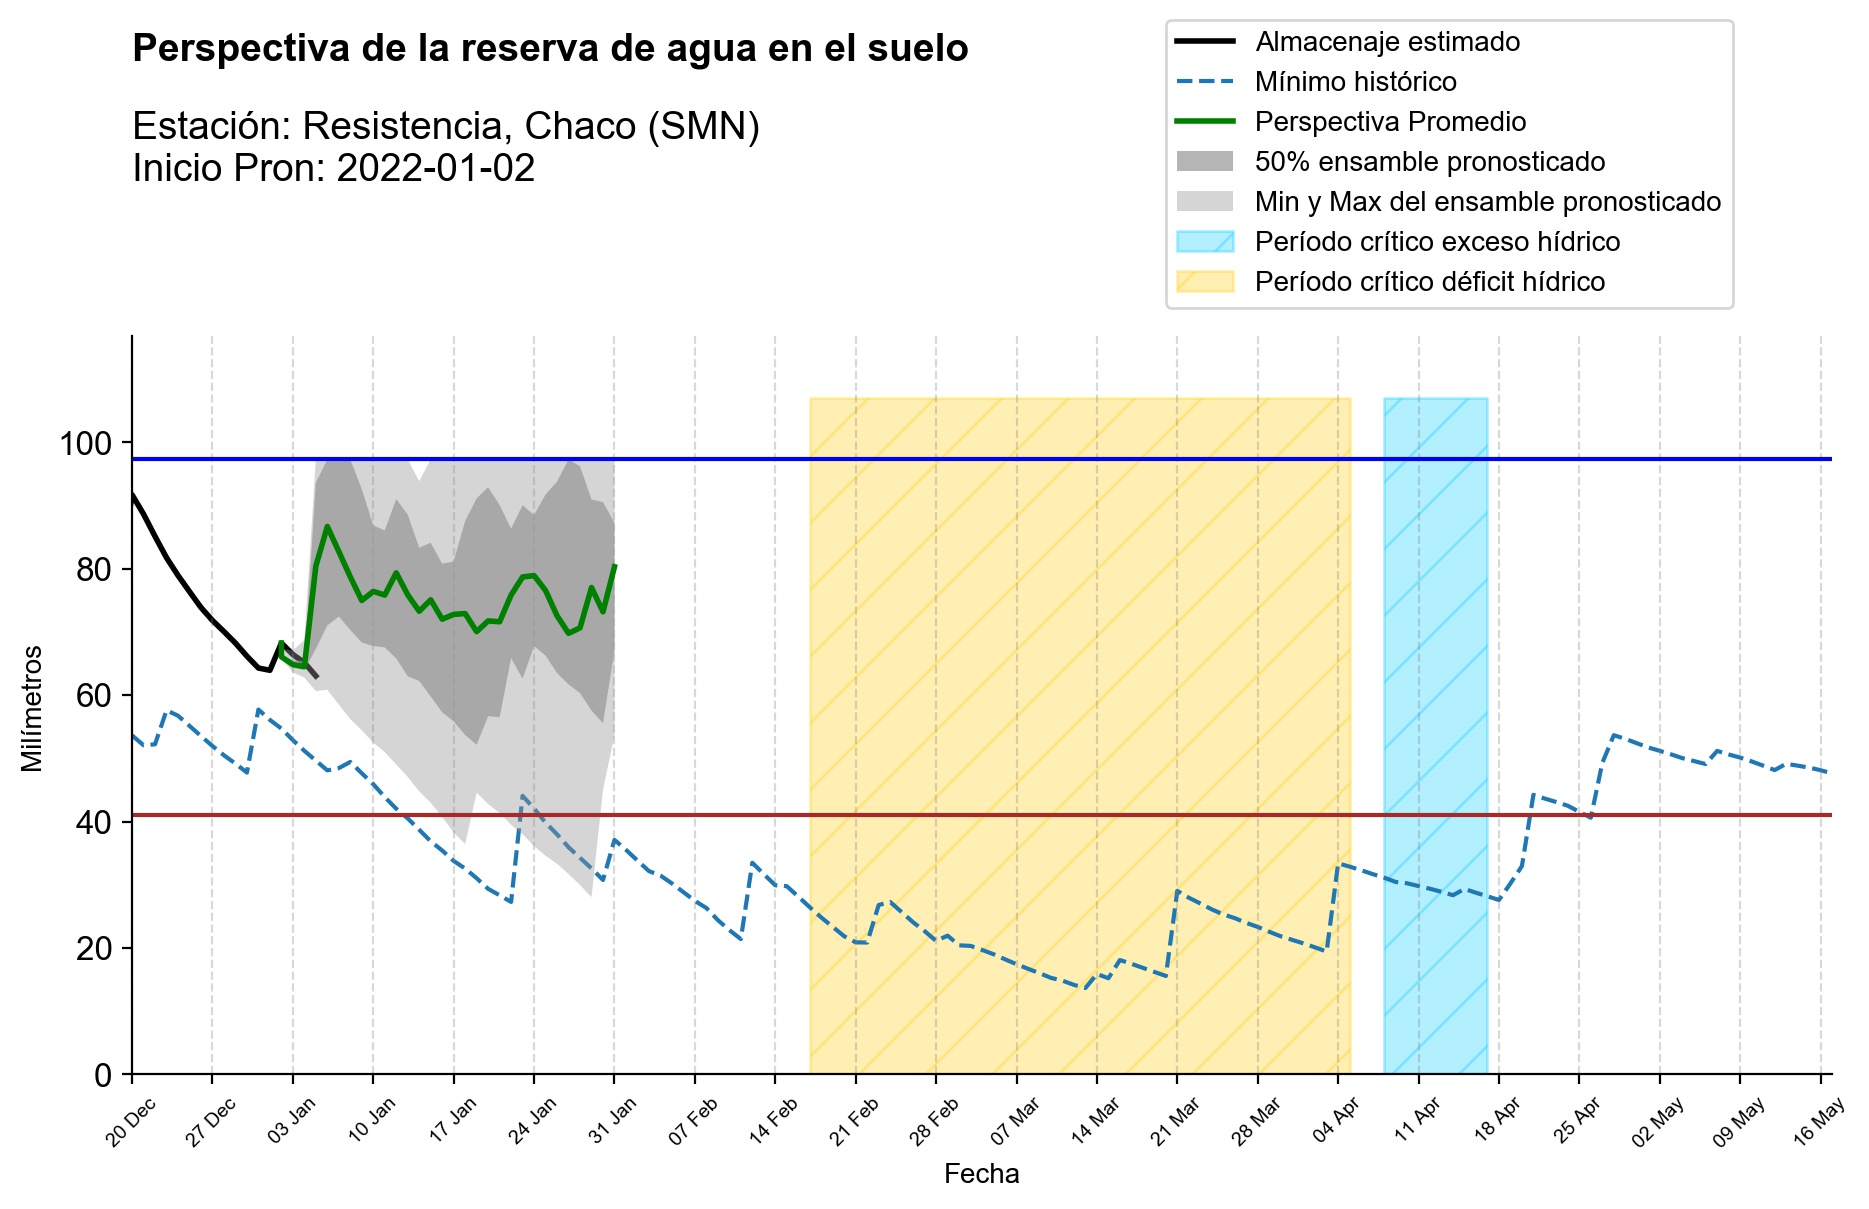 Perspectiva de la reserva de agua en el suelo
Estación: Resistencia, Chaco (SMN)
Inicio Pron: 2022-01-02
Almacenaje estimado
Mínimo histórico
Perspectiva Promedio
50% ensamble pronosticado
Min y Max del ensamble pronosticado
Período crítico exceso hídrico
Período crítico déficit hídrico
Milímetros
100
80
60
40
20
0
20 Dec
27 Dec
03 Jan
10 Jan
17 Jan
24 Jan
31 Jan
07 Feb
14 Feb
21 Feb
28 Feb
07 Mar
14 Mar
21 Mar
28 Mar
04 Apr
11 Apr
18 Apr
25 Apr
02 May
09 May
16 May
Fecha